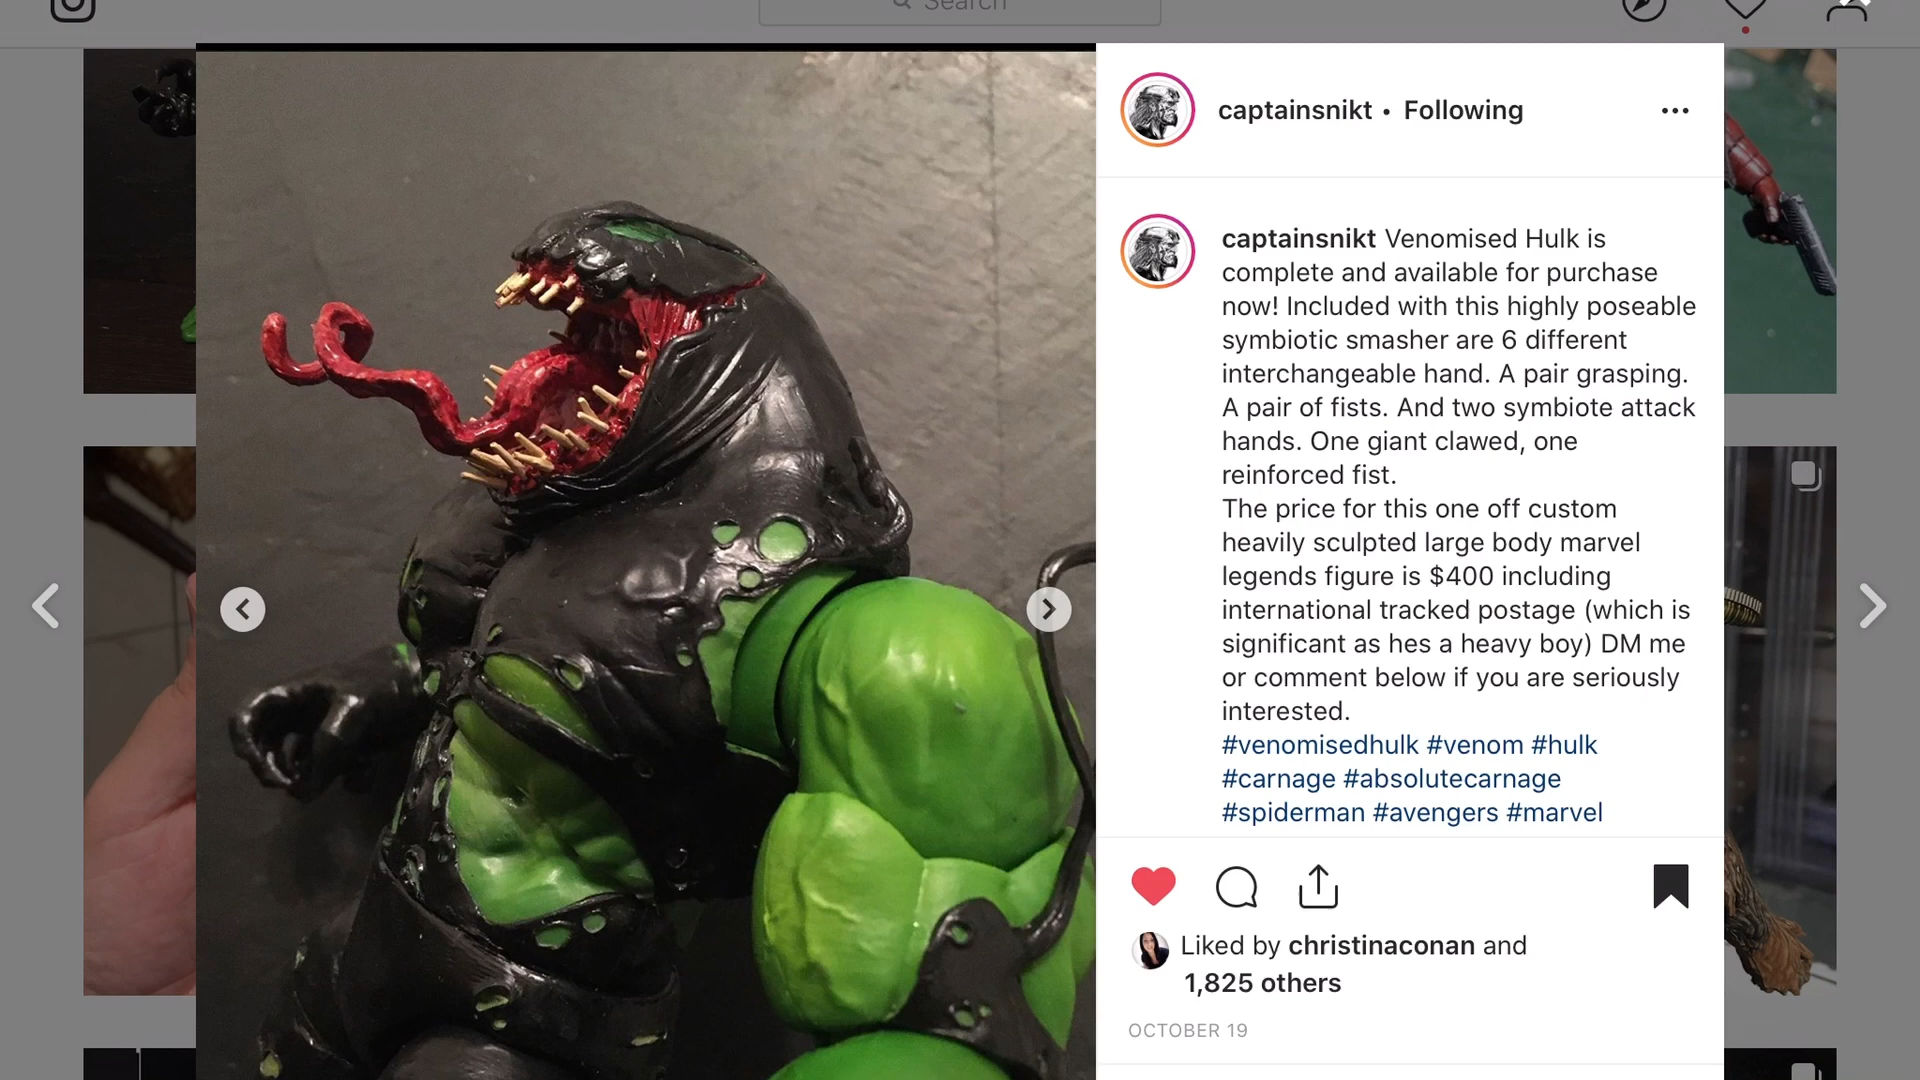 Search
captainsnikt • Following
captainsnikt Venomised Hulk is
complete and available for purchase
now! Included with this highly poseable
symbiotic smasher are 6 different
interchangeable hand. A pair grasping.
A pair of fists. And two symbiote attack
hands. One giant clawed, one
reinforced fist.
The price for this one off custom
heavily sculpted large body marvel
legends figure is $400 including
international tracked postage (which is
significant as hes a heavy boy) DM me
or comment below if you are seriously
interested.
#venomisedhulk #venom #hulk
#carnage #absolutecarnage
#spiderman #avengers #marvel
Liked by christinaconan and
1,825 others
OCTOBER 19